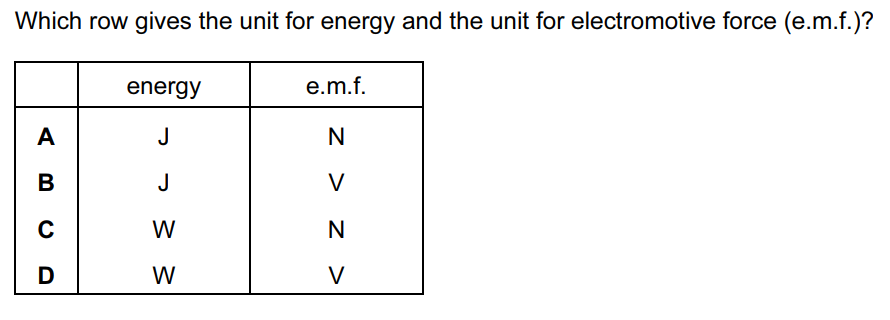 Which row gives the unit for energy and the unit for electromotive force (e.m.f.)?
energy e.m.f.
A J N
B J V
C W N
D W V